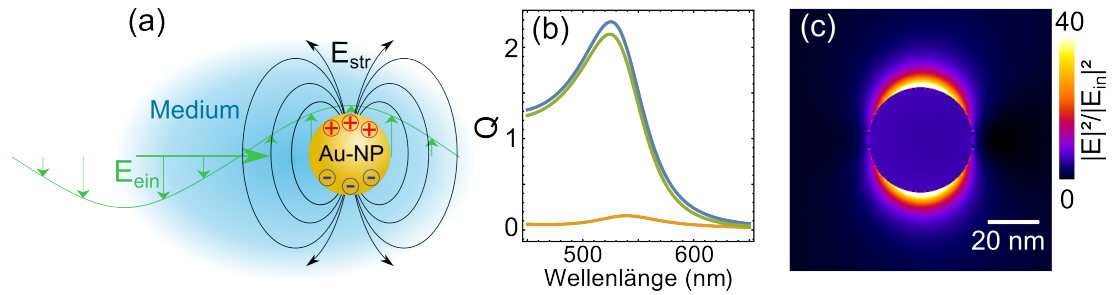 (a)
E_str
Medium
+ + +
Au-NP
- - -
E_ein
(b)
2
1
0
Q
500 600
Wellenlänge (nm)
(c)
20 nm
40
0
|E|²/|E_in|²